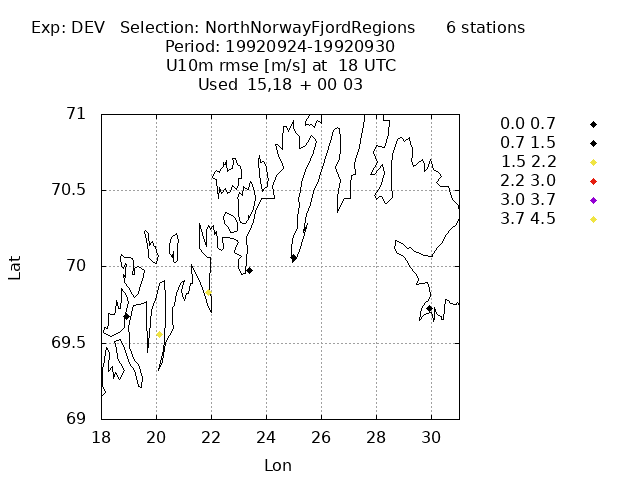 Exp: DEV   Selection: NorthNorwayFjordRegions      6 stations
Period: 19920924-19920930
U10m rmse [m/s] at  18 UTC
Used  15,18 + 00 03
71
70.5
70
69.5
69
Lat
18 20 22 24 26 28 30
Lon
0.0 0.7
0.7 1.5
1.5 2.2
2.2 3.0
3.0 3.7
3.7 4.5